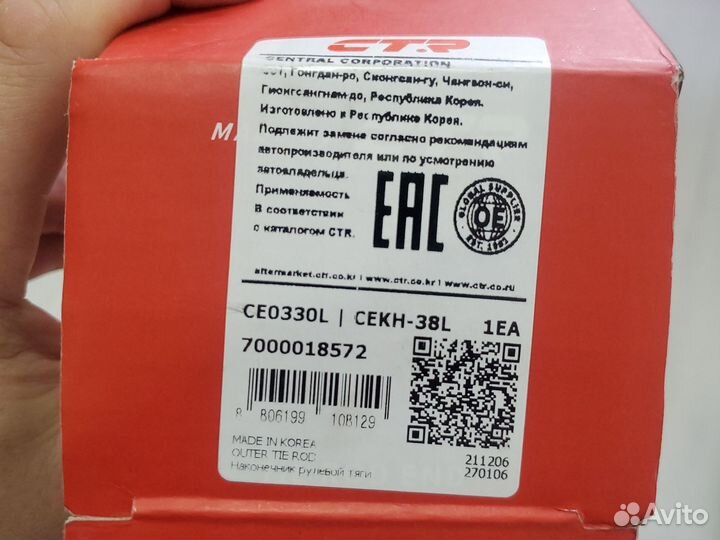 CTR
CENTRAL CORPORATION
Гонгдан-ро, Сионгсан-гу, Чангвон-си,
Гионгсангнам-до, Республика Корея.
Изготовлено в Республике Корея.
Подлежит замене согласно рекомендациям
автопроизводителя или по усмотрению
автовладельца.
Применяемость
В соответствии
с каталогом CTR.
EAC
GLOBAL SUPPLIER
OE
EST.
aftermarket.ctr.co.kr | www.ctr.co.kr | www.ctr.co.ru
CE0330L | CEKH-38L 1EA
7000018572
8 806199 108129
MADE IN KOREA
OUTER TIE ROD
Наконечник рулевой тяги
211206
270106
Avito